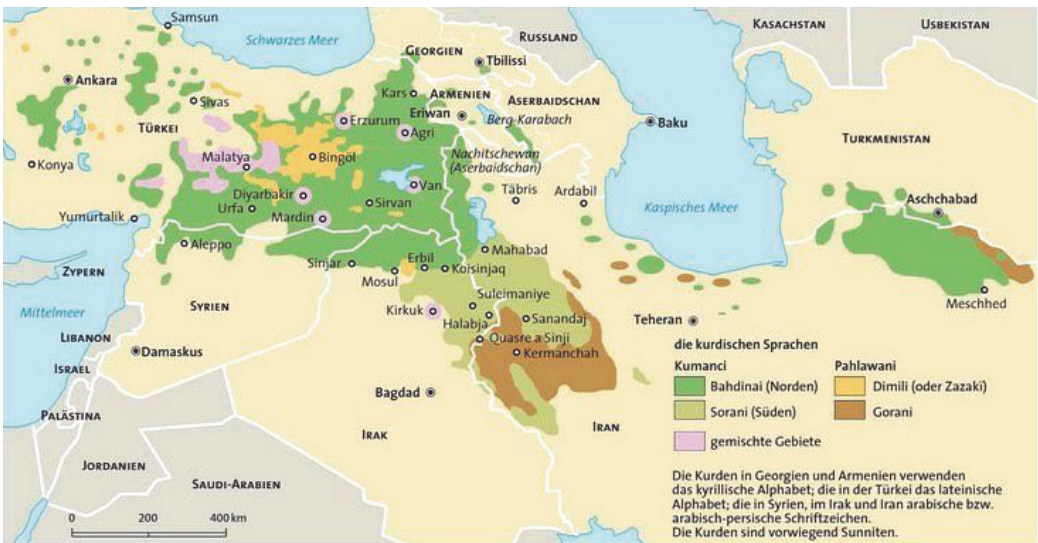 Samsun
Schwarzes Meer
GEORGIEN
RUSSLAND
KASACHSTAN
USBEKISTAN
Tbilissi
Ankara
Sivas
Kars
ARMENIEN
ASERBAIDSCHAN
Eriwan
Berg-Karabach
Baku
TÜRKEI
Erzurum
Agri
TURKMENISTAN
Konya
Malatya
Bingöl
Nachitschewan
(Aserbaidschan)
Van
Täbris
Ardabil
Kaspisches Meer
Aschchabad
Yumurtalik
Diyarbakir
Urfa
Sirvan
Mardin
Aleppo
Mahabad
ZYPERN
Sinjar
Erbil
Mosul
Koisinjaq
Meschhed
Mittelmeer
SYRIEN
Suleimaniye
Kirkuk
Halabja
Sanandaj
Teheran
LIBANON
Damaskus
Quasre a Sinji
Kermanchah
ISRAEL
Bagdad
PALÄSTINA
IRAK
IRAN
JORDANIEN
SAUDI-ARABIEN
0 200 400 km
die kurdischen Sprachen
Kumanci
Pahlawani
Bahdinai (Norden)
Dimili (oder Zazakî)
Sorani (Süden)
Gorani
gemischte Gebiete
Die Kurden in Georgien und Armenien verwenden
das kyrillische Alphabet; die in der Türkei das lateinische
Alphabet; die in Syrien, im Irak und Iran arabische bzw.
arabisch-persische Schriftzeichen.
Die Kurden sind vorwiegend Sunniten.